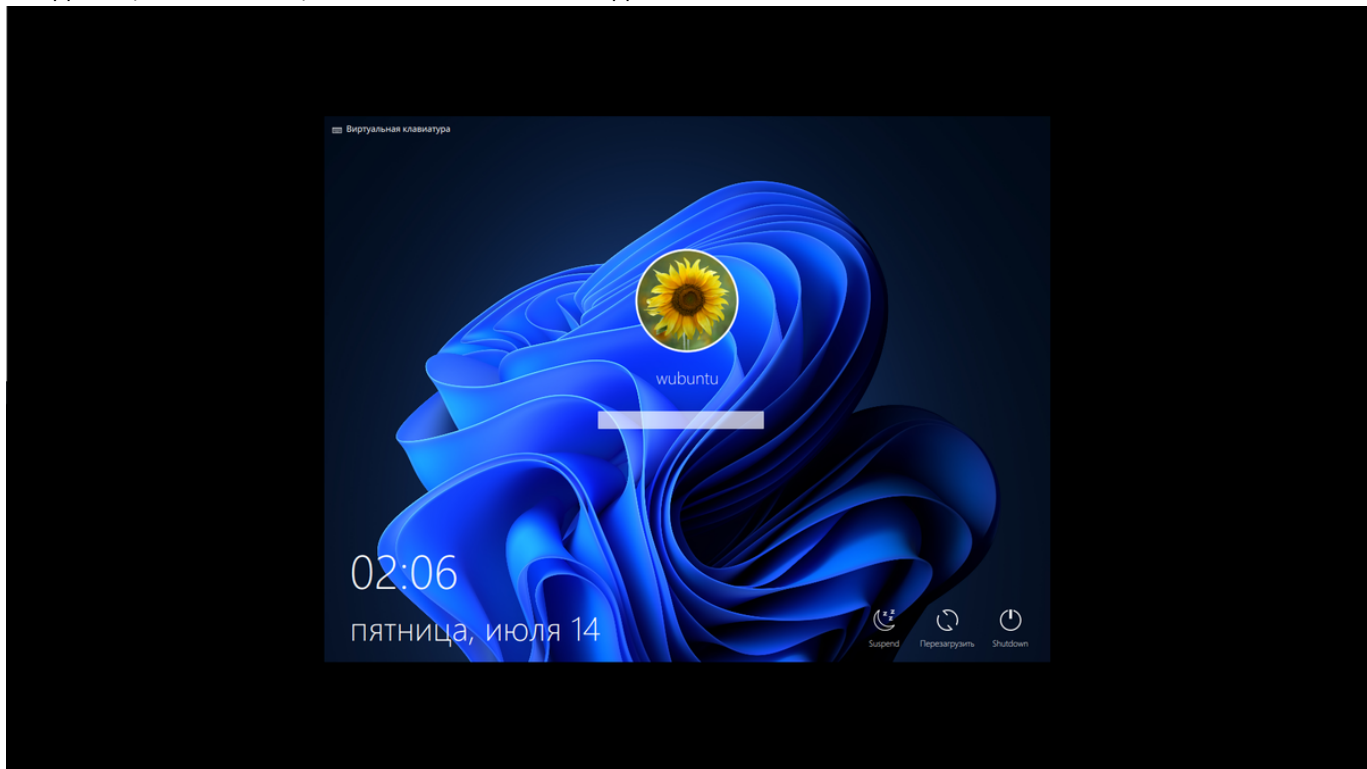 Виртуальная клавиатура
wubuntu
02:06
пятница, июля 14
Suspend
Перезагрузить
Shutdown